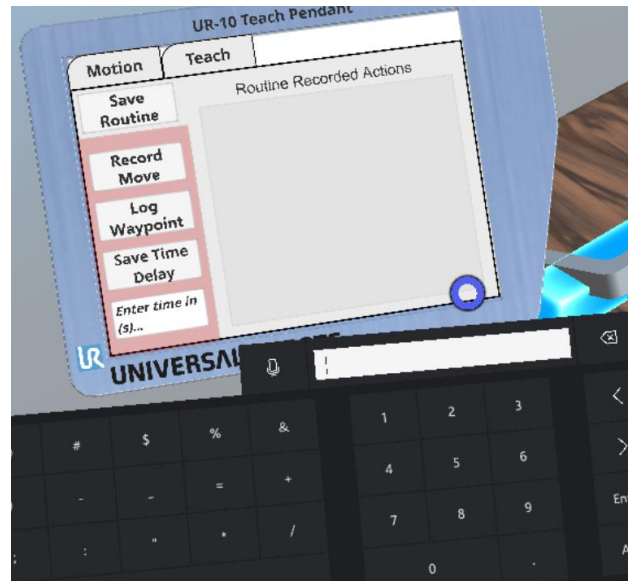 UR-10 Teach Pendant
Motion
Teach
Save
Routine
Routine Recorded Actions
Record
Move
Log
Waypoint
Save Time
Delay
Enter time in
(s)...
UR
# $ % &
1 2 3
- _ = +
4 5 6
; : " * /
7 8 9
0 .